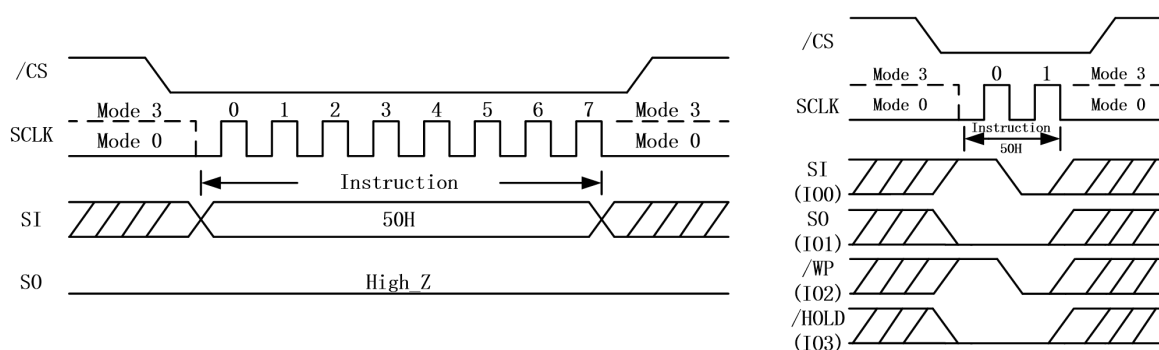 /CS
Mode 3 0 1 2 3 4 5 6 7 Mode 3
SCLK
Mode 0 Mode 0
Instruction
SI 50H
SO High_Z
/CS
Mode 3 0 1 Mode 3
SCLK Mode 0 Mode 0
Instruction
50H
SI
(IO0)
SO
(IO1)
/WP
(IO2)
/HOLD
(IO3)